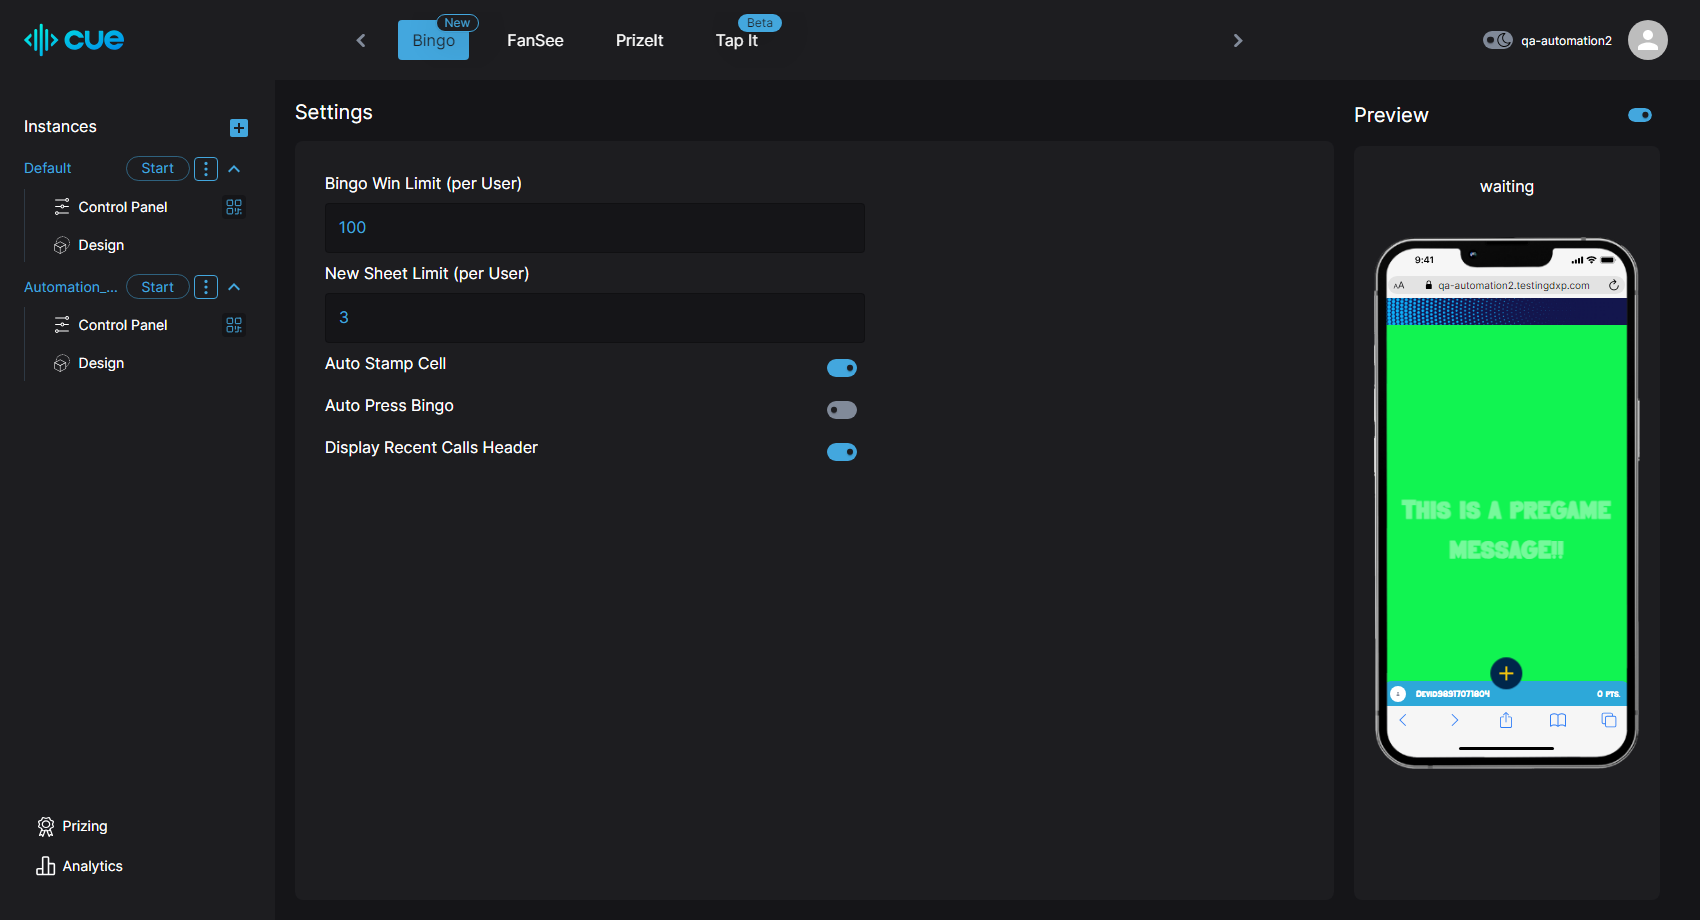 cue
Bingo
New
FanSee
PrizeIt
Tap It
Beta
qa-automation2
Instances
Default
Start
Control Panel
Design
Automation_...
Start
Control Panel
Design
Prizing
Analytics
Settings
Bingo Win Limit (per User)
100
New Sheet Limit (per User)
3
Auto Stamp Cell
Auto Press Bingo
Display Recent Calls Header
Preview
waiting
9:41
AA
qa-automation2.testingdxp.com
THIS IS A PREGAME
MESSAGE!!
0 PTS.